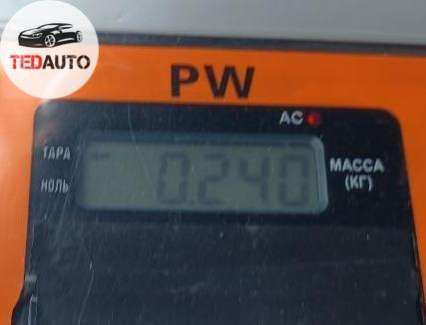 TEDAUTO
PW
AC
ТАРА
НОЛЬ
0.240
МАССА
(КГ)